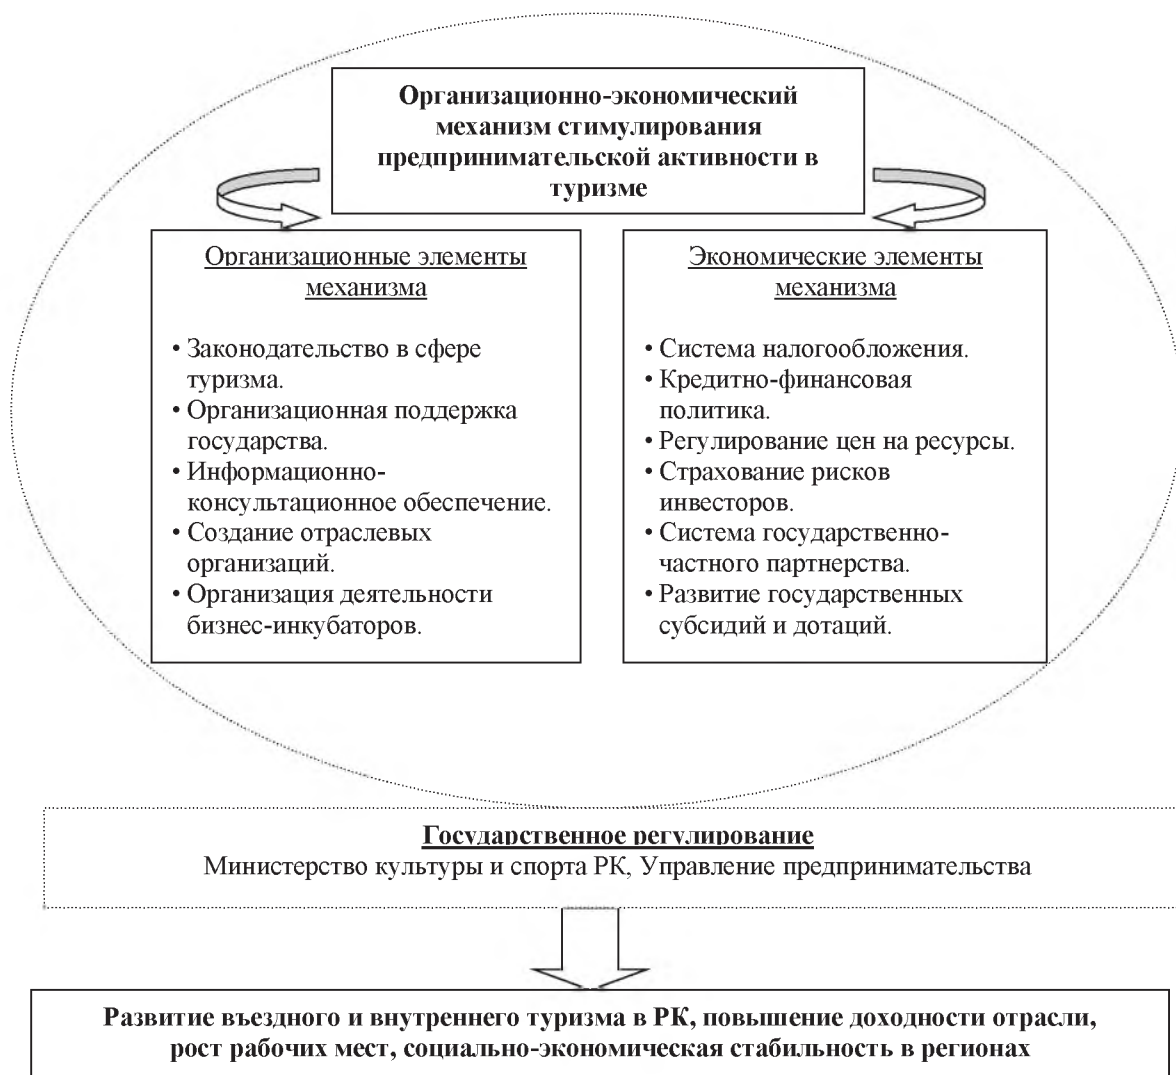 Организационно-экономический
механизм стимулирования
предпринимательской активности в
туризме
Организационные элементы
механизма
• Законодательство в сфере
туризма.
• Организационная поддержка
государства.
• Информационно-
консультационное обеспечение.
• Создание отраслевых
организаций.
• Организация деятельности
бизнес-инкубаторов.
Экономические элементы
механизма
• Система налогообложения.
• Кредитно-финансовая
политика.
• Регулирование цен на ресурсы.
• Страхование рисков
инвесторов.
• Система государственно-
частного партнерства.
• Развитие государственных
субсидий и дотаций.
Государственное регулирование
Министерство культуры и спорта РК, Управление предпринимательства
Развитие въездного и внутреннего туризма в РК, повышение доходности отрасли,
рост рабочих мест, социально-экономическая стабильность в регионах